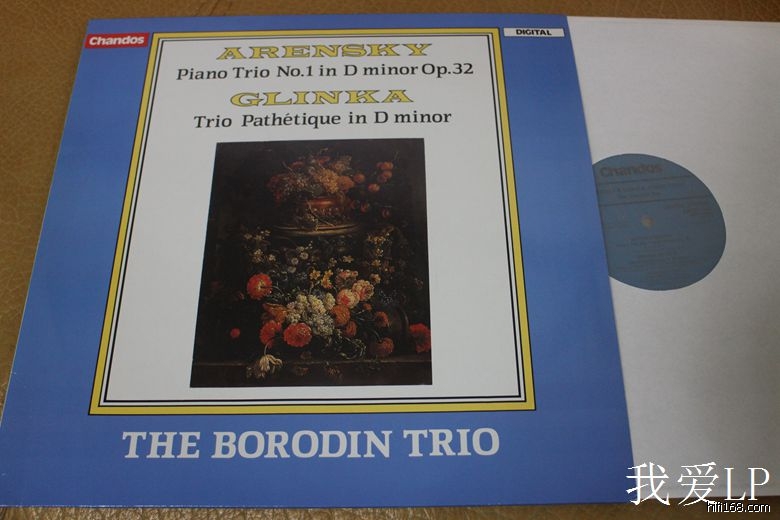 Chandos
DIGITAL
ARENSKY
Piano Trio No.1 in D minor Op.32
GLINKA
Trio Pathétique in D minor
Chandos
THE BORODIN TRIO
我爱LP
hifi168.com